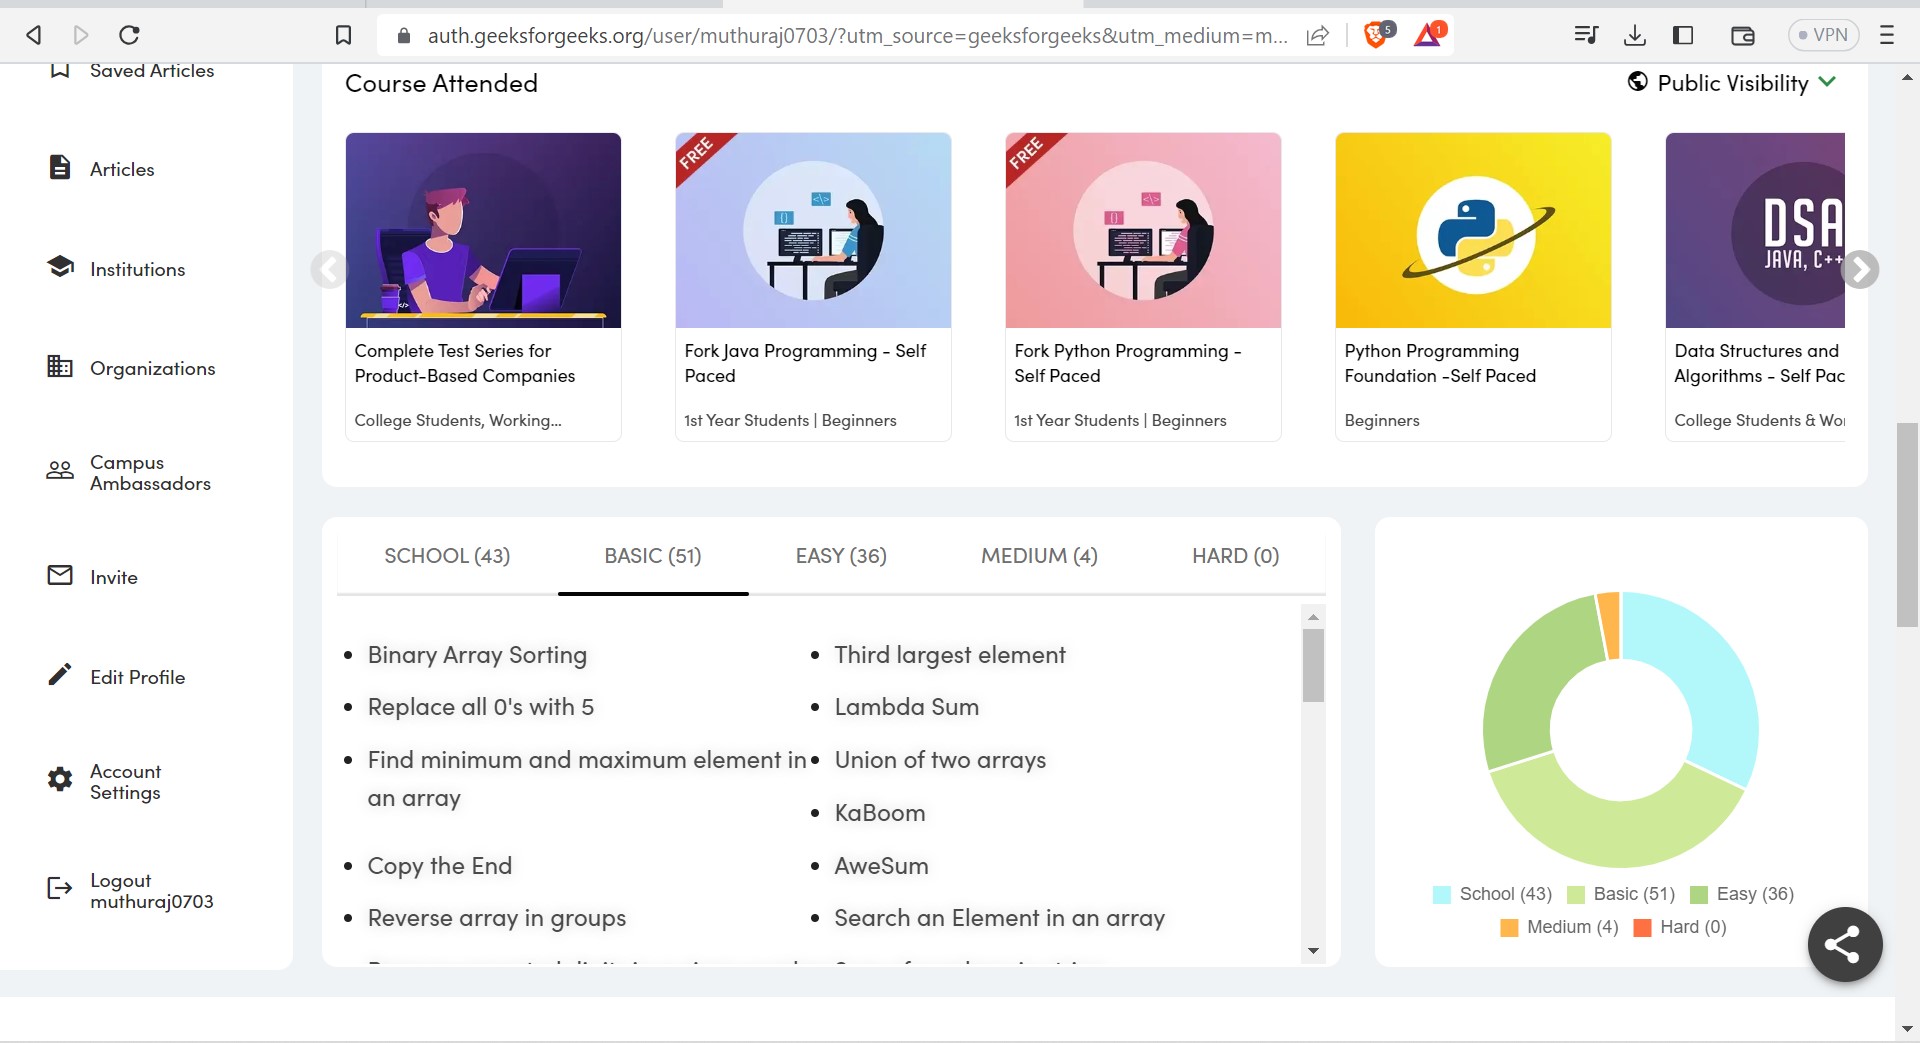 auth.geeksforgeeks.org/user/muthuraj0703/?utm_source=geeksforgeeks&utm_medium=m...
5
1
VPN
Saved Articles
Articles
Institutions
Organizations
Campus
Ambassadors
Invite
Edit Profile
Account
Settings
Logout
muthuraj0703
Course Attended
Public Visibility
FREE
FREE
DSA
JAVA, C++
Complete Test Series for
Product-Based Companies
College Students, Working...
Fork Java Programming - Self
Paced
1st Year Students | Beginners
Fork Python Programming -
Self Paced
1st Year Students | Beginners
Python Programming
Foundation -Self Paced
Beginners
Data Structures and
Algorithms - Self Pac
College Students & Wor
SCHOOL (43)
BASIC (51)
EASY (36)
MEDIUM (4)
HARD (0)
Binary Array Sorting
Replace all 0's with 5
Find minimum and maximum element in
an array
Copy the End
Reverse array in groups
Third largest element
Lambda Sum
Union of two arrays
KaBoom
AweSum
Search an Element in an array
School (43)
Basic (51)
Easy (36)
Medium (4)
Hard (0)